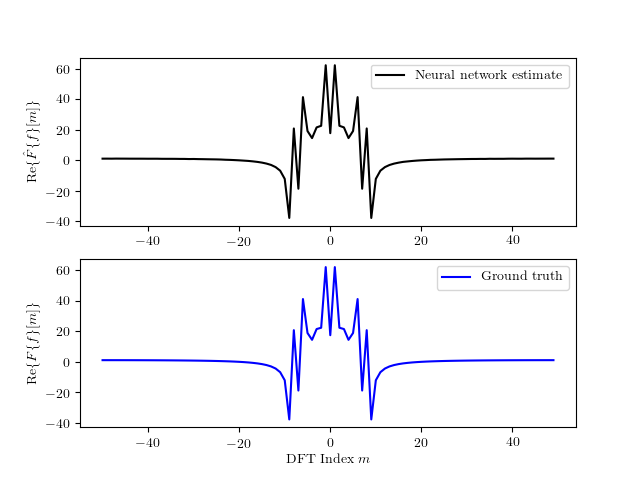 60
40
20
0
−20
−40
Re{F̂{f}[m]}
Neural network estimate
−40 −20 0 20 40
60
40
20
0
−20
−40
Re{F{f}[m]}
Ground truth
−40 −20 0 20 40
DFT Index m